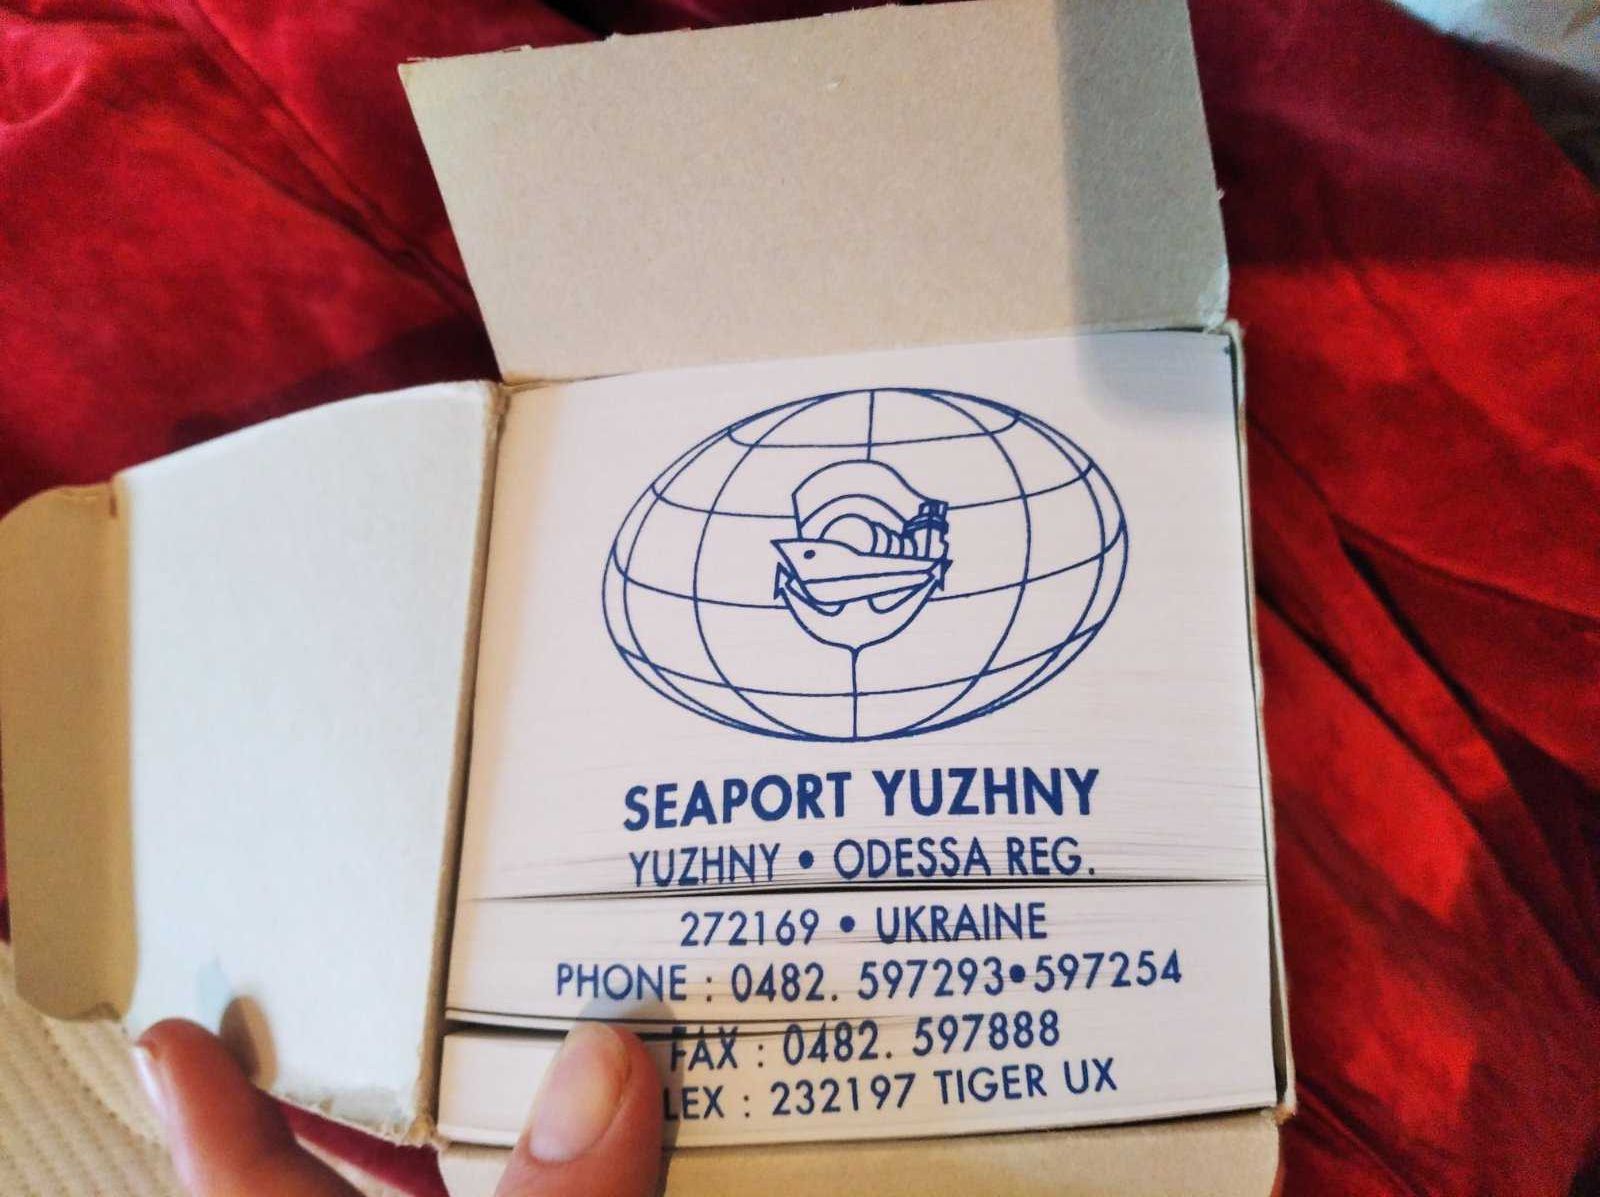 SEAPORT YUZHNY
YUZHNY • ODESSA REG.
272169 • UKRAINE
PHONE : 0482. 597293•597254
FAX : 0482. 597888
LEX : 232197 TIGER UX